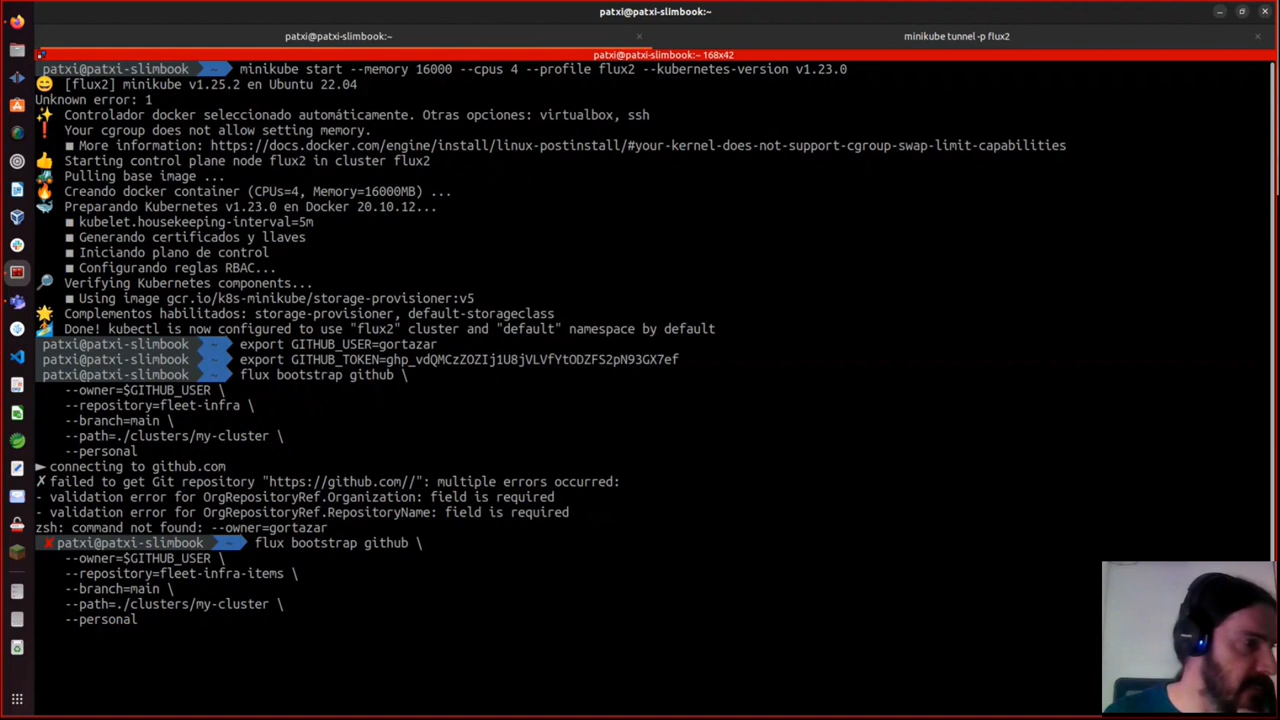 patxi@patxi-slimbook:~
patxi@patxi-slimbook:~
minikube tunnel -p flux2
patxi@patxi-slimbook:~ 168x42
patxi@patxi-slimbook ~ minikube start --memory 16000 --cpus 4 --profile flux2 --kubernetes-version v1.23.0
[flux2] minikube v1.25.2 en Ubuntu 22.04
Unknown error: 1
Controlador docker seleccionado automáticamente. Otras opciones: virtualbox, ssh
Your cgroup does not allow setting memory.
■ More information: https://docs.docker.com/engine/install/linux-postinstall/#your-kernel-does-not-support-cgroup-swap-limit-capabilities
Starting control plane node flux2 in cluster flux2
Pulling base image ...
Creando docker container (CPUs=4, Memory=16000MB) ...
Preparando Kubernetes v1.23.0 en Docker 20.10.12...
■ kubelet.housekeeping-interval=5m
■ Generando certificados y llaves
■ Iniciando plano de control
■ Configurando reglas RBAC...
Verifying Kubernetes components...
■ Using image gcr.io/k8s-minikube/storage-provisioner:v5
Complementos habilitados: storage-provisioner, default-storageclass
Done! kubectl is now configured to use "flux2" cluster and "default" namespace by default
patxi@patxi-slimbook ~ export GITHUB_USER=gortazar
patxi@patxi-slimbook ~ export GITHUB_TOKEN=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
patxi@patxi-slimbook ~ flux bootstrap github \
--owner=$GITHUB_USER \
--repository=fleet-infra \
--branch=main \
--path=./clusters/my-cluster \
--personal
► connecting to github.com
✗ failed to get Git repository "https://github.com//": multiple errors occurred:
- validation error for OrgRepositoryRef.Organization: field is required
- validation error for OrgRepositoryRef.RepositoryName: field is required
zsh: command not found: --owner=gortazar
✘ patxi@patxi-slimbook ~ flux bootstrap github \
--owner=$GITHUB_USER \
--repository=fleet-infra-items \
--branch=main \
--path=./clusters/my-cluster \
--personal